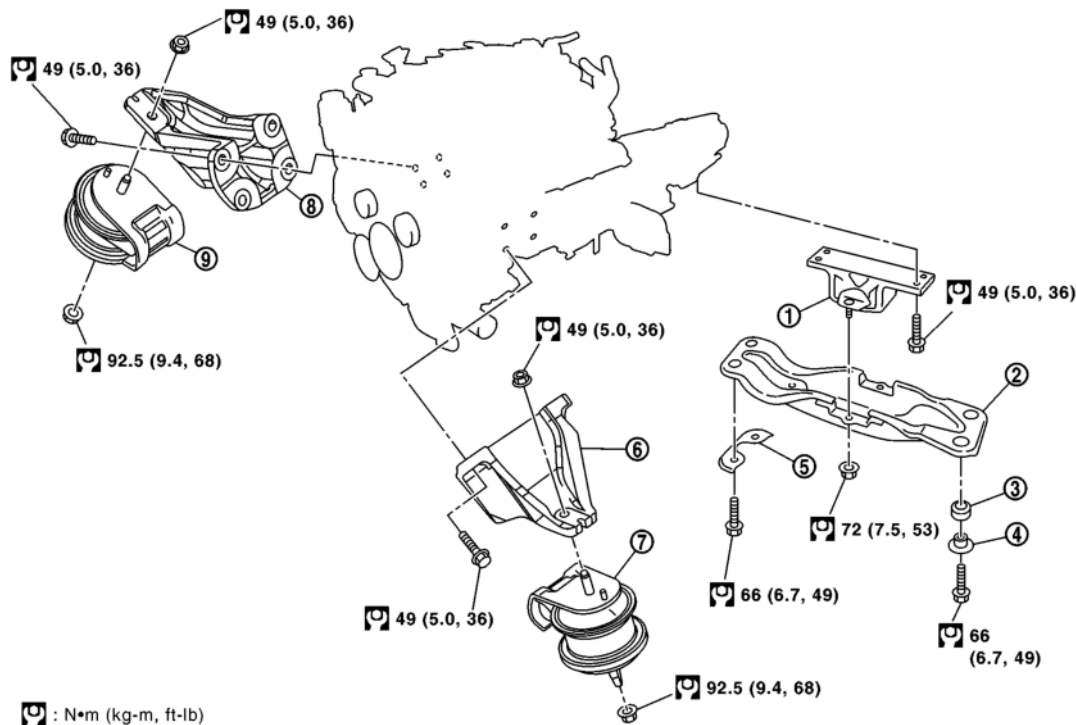 49 (5.0, 36)
49 (5.0, 36)
⑧
⑨
92.5 (9.4, 68)
①
49 (5.0, 36)
②
49 (5.0, 36)
⑥
⑤
③
④
72 (7.5, 53)
⑦
66 (6.7, 49)
49 (5.0, 36)
66
(6.7, 49)
92.5 (9.4, 68)
: N•m (kg-m, ft-lb)